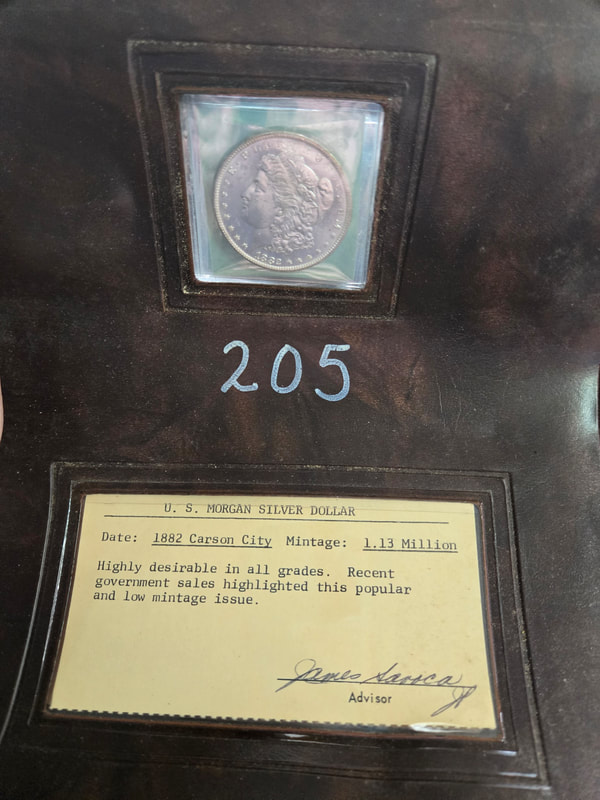 1882
205
U. S. MORGAN SILVER DOLLAR
Date: 1882 Carson City Mintage: 1.13 Million
Highly desirable in all grades. Recent
government sales highlighted this popular
and low mintage issue.
James
Advisor